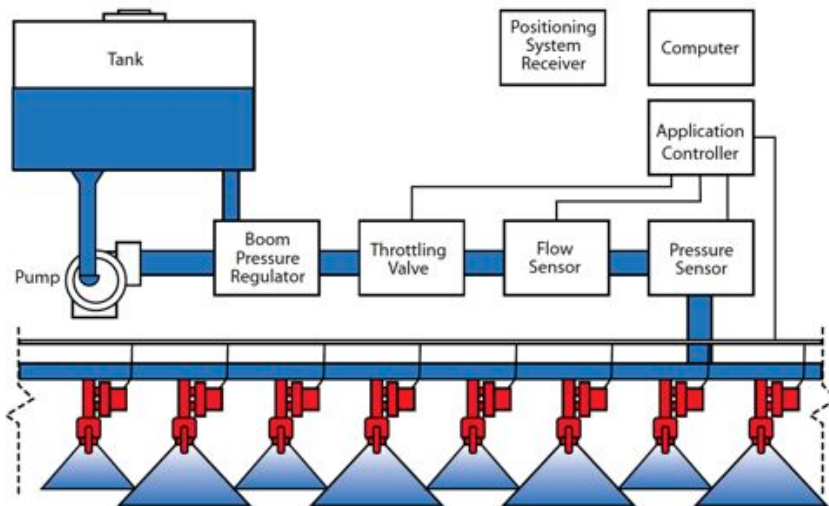 Tank
Positioning
System
Receiver
Computer
Application
Controller
Pump
Boom
Pressure
Regulator
Throttling
Valve
Flow
Sensor
Pressure
Sensor